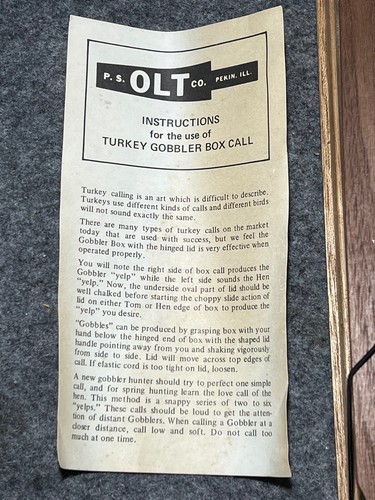 P. S. OLT CO. PEKIN, ILL.
INSTRUCTIONS
for the use of
TURKEY GOBBLER BOX CALL
Turkey calling is an art which is difficult to describe.
Turkeys use different kinds of calls and different birds
will not sound exactly the same.
There are many types of turkey calls on the market
today that are used with success, but we feel the
Gobbler Box with the hinged lid is very effective when
operated properly.
You will note the right side of box call produces the
Gobbler "yelp" while the left side sounds the Hen
"yelp." Now, the underside oval part of lid should be
well chalked before starting the choppy slide action of
lid on either Tom or Hen edge of box to produce the
"yelp" you desire.
"Gobbles" can be produced by grasping box with your
hand below the hinged end of box with the shaped lid
handle pointing away from you and shaking vigorously
from side to side. Lid will move across top edges of
call. If elastic cord is too tight on lid, loosen.
A new gobbler hunter should try to perfect one simple
call, and for spring hunting learn the love call of the
hen. This method is a snappy series of two to six
"yelps." These calls should be loud to get the atten-
tion of distant Gobblers. When calling a Gobbler at a
closer distance, call low and soft. Do not call too
much at one time.